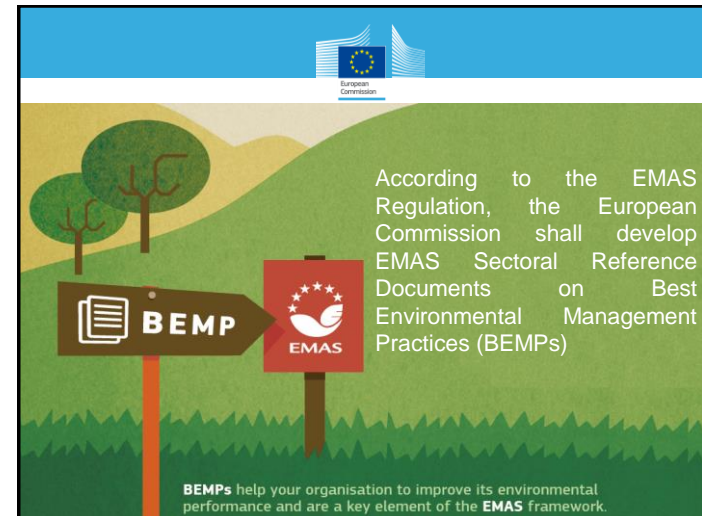 European
Commission
According to the EMAS
Regulation, the European
Commission shall develop
EMAS Sectoral Reference
Documents on Best
Environmental Management
Practices (BEMPs)
BEMP
EMAS
BEMPs help your organisation to improve its environmental
performance and are a key element of the EMAS framework.